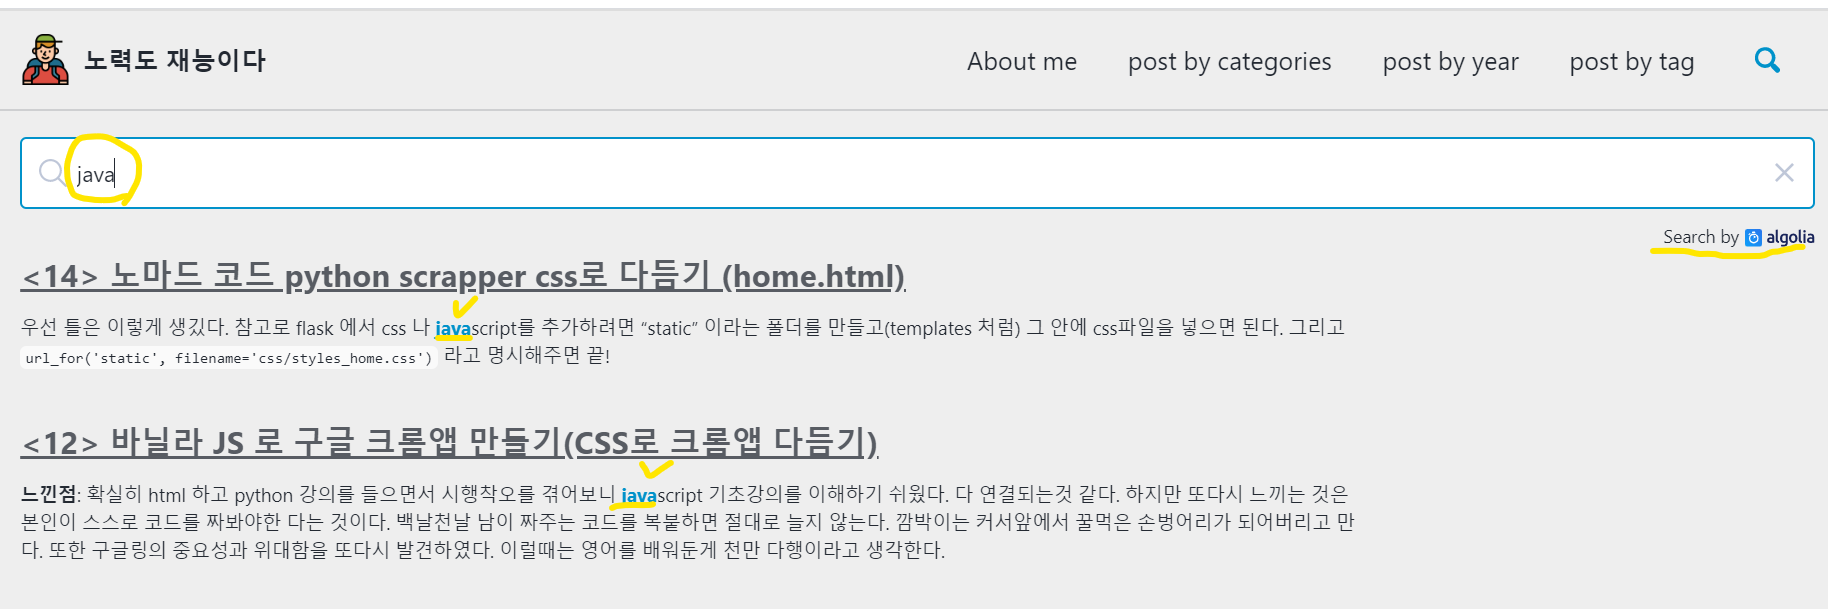 노력도 재능이다
About me post by categories post by year post by tag
java
Search by algolia
<14> 노마드 코드 python scrapper css로 다듬기 (home.html)
우선 틀은 이렇게 생겼다. 참고로 flask 에서 css 나 javascript를 추가하려면 “static” 이라는 폴더를 만들고(templates 처럼) 그 안에 css파일을 넣으면 된다. 그리고
url_for('static', filename='css/styles_home.css') 라고 명시해주면 끝!
<12> 바닐라 JS 로 구글 크롬앱 만들기(CSS로 크롬앱 다듬기)
느낀점: 확실히 html 하고 python 강의를 들으면서 시행착오를 겪어보니 javascript 기초강의를 이해하기 쉬웠다. 다 연결되는것 같다. 하지만 또다시 느끼는 것은
본인이 스스로 코드를 짜봐야한 다는 것이다. 백날천날 남이 짜주는 코드를 복붙하면 절대로 늘지 않는다. 깜박이는 커서앞에서 꿀먹은 손벙어리가 되어버리고 만
다. 또한 구글링의 중요성과 위대함을 또다시 발견하였다. 이럴때는 영어를 배워둔게 천만 다행이라고 생각한다.